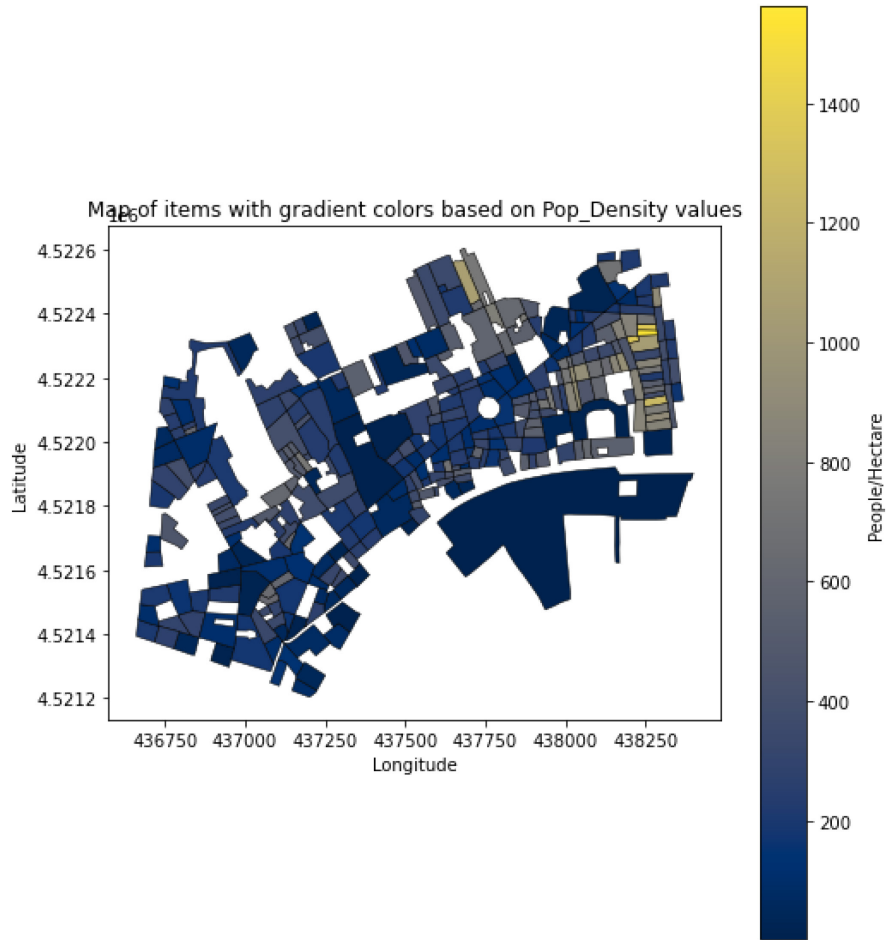 Map of items with gradient colors based on Pop_Density values
1e6
4.5226
4.5224
4.5222
4.5220
4.5218
4.5216
4.5214
4.5212
Latitude
436750 437000 437250 437500 437750 438000 438250
Longitude
1400
1200
1000
800
600
400
200
People/Hectare